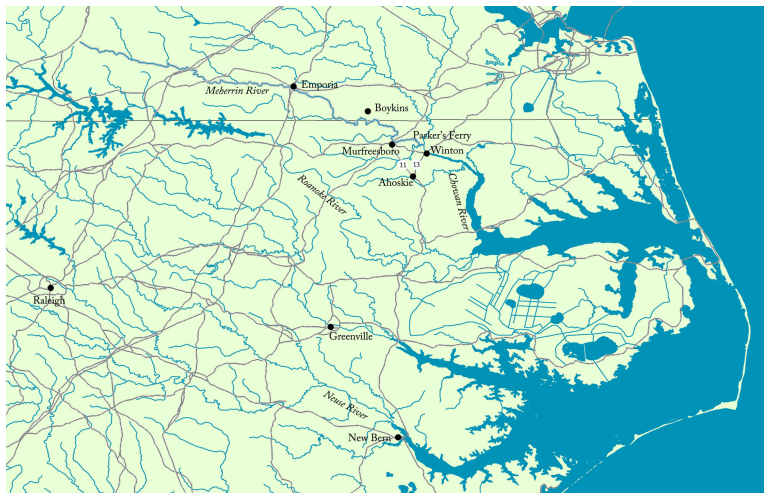 Meherrin River
Emporia
Boykins
Parker's Ferry
Murfreesboro
Winton
11 13
Ahoskie
Roanoke River
Chowan River
Raleigh
Greenville
Neuse River
New Bern